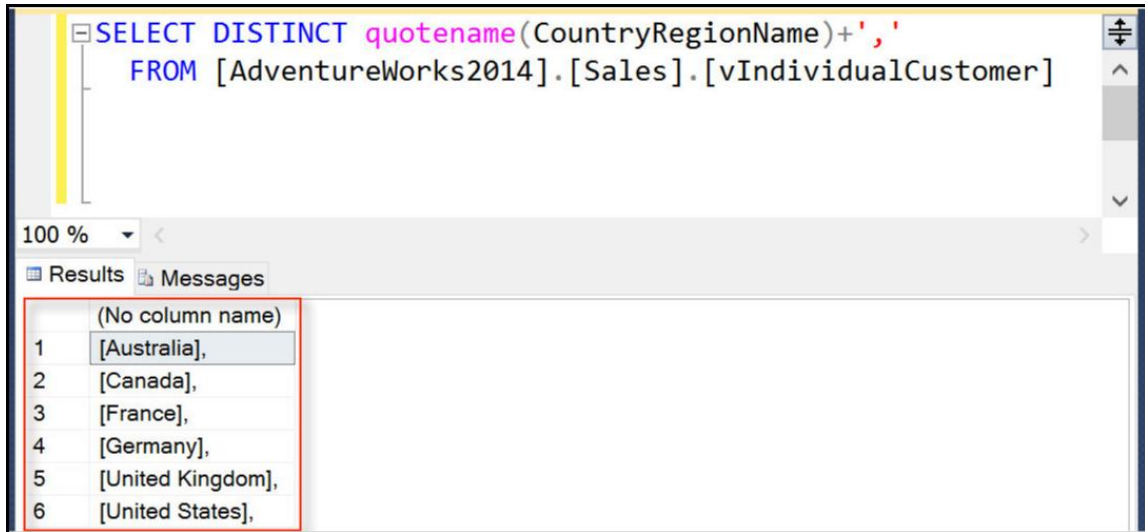 SELECT DISTINCT quotename(CountryRegionName)+','
FROM [AdventureWorks2014].[Sales].[vIndividualCustomer]
100 %
Results Messages
(No column name)
1 [Australia],
2 [Canada],
3 [France],
4 [Germany],
5 [United Kingdom],
6 [United States],